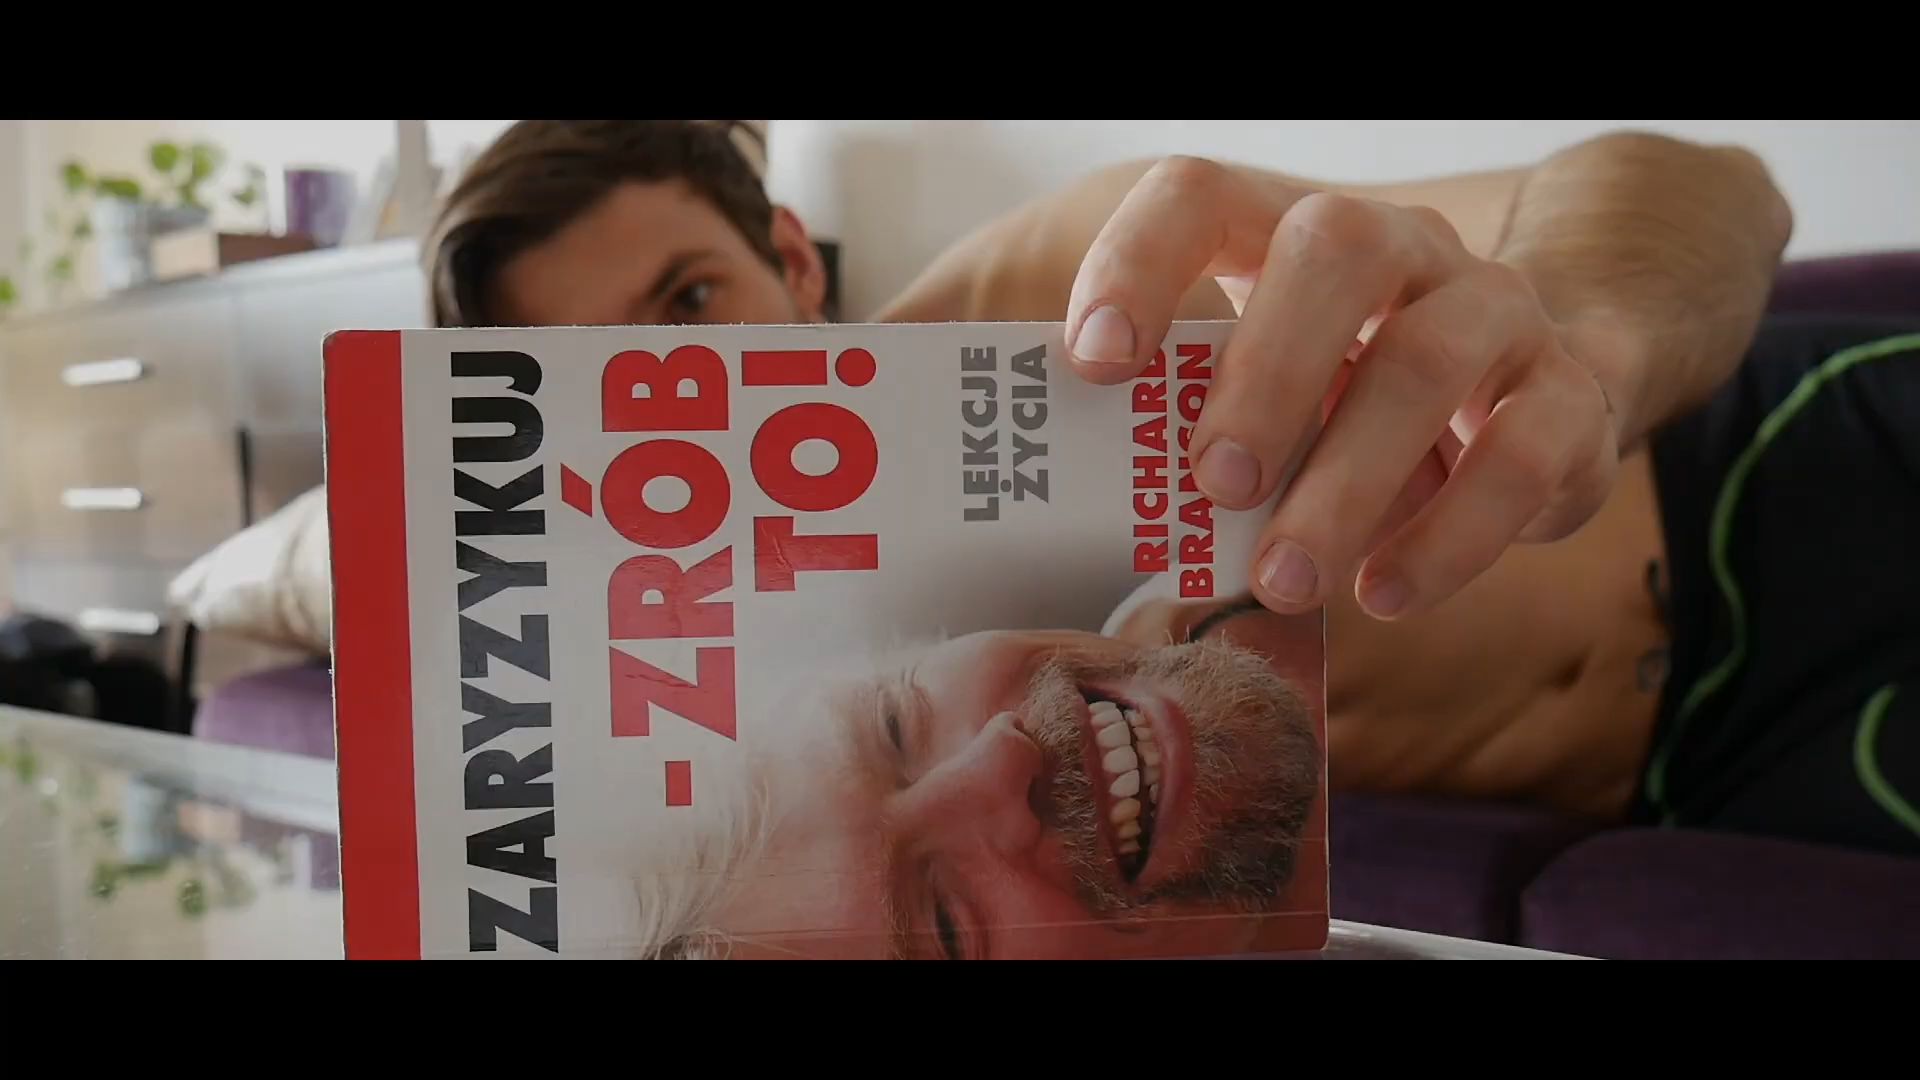 ZARYZYKUJ
- ZRÓB
TO!
LEKCJE
ŻYCIA
RICHARD
BRANSON